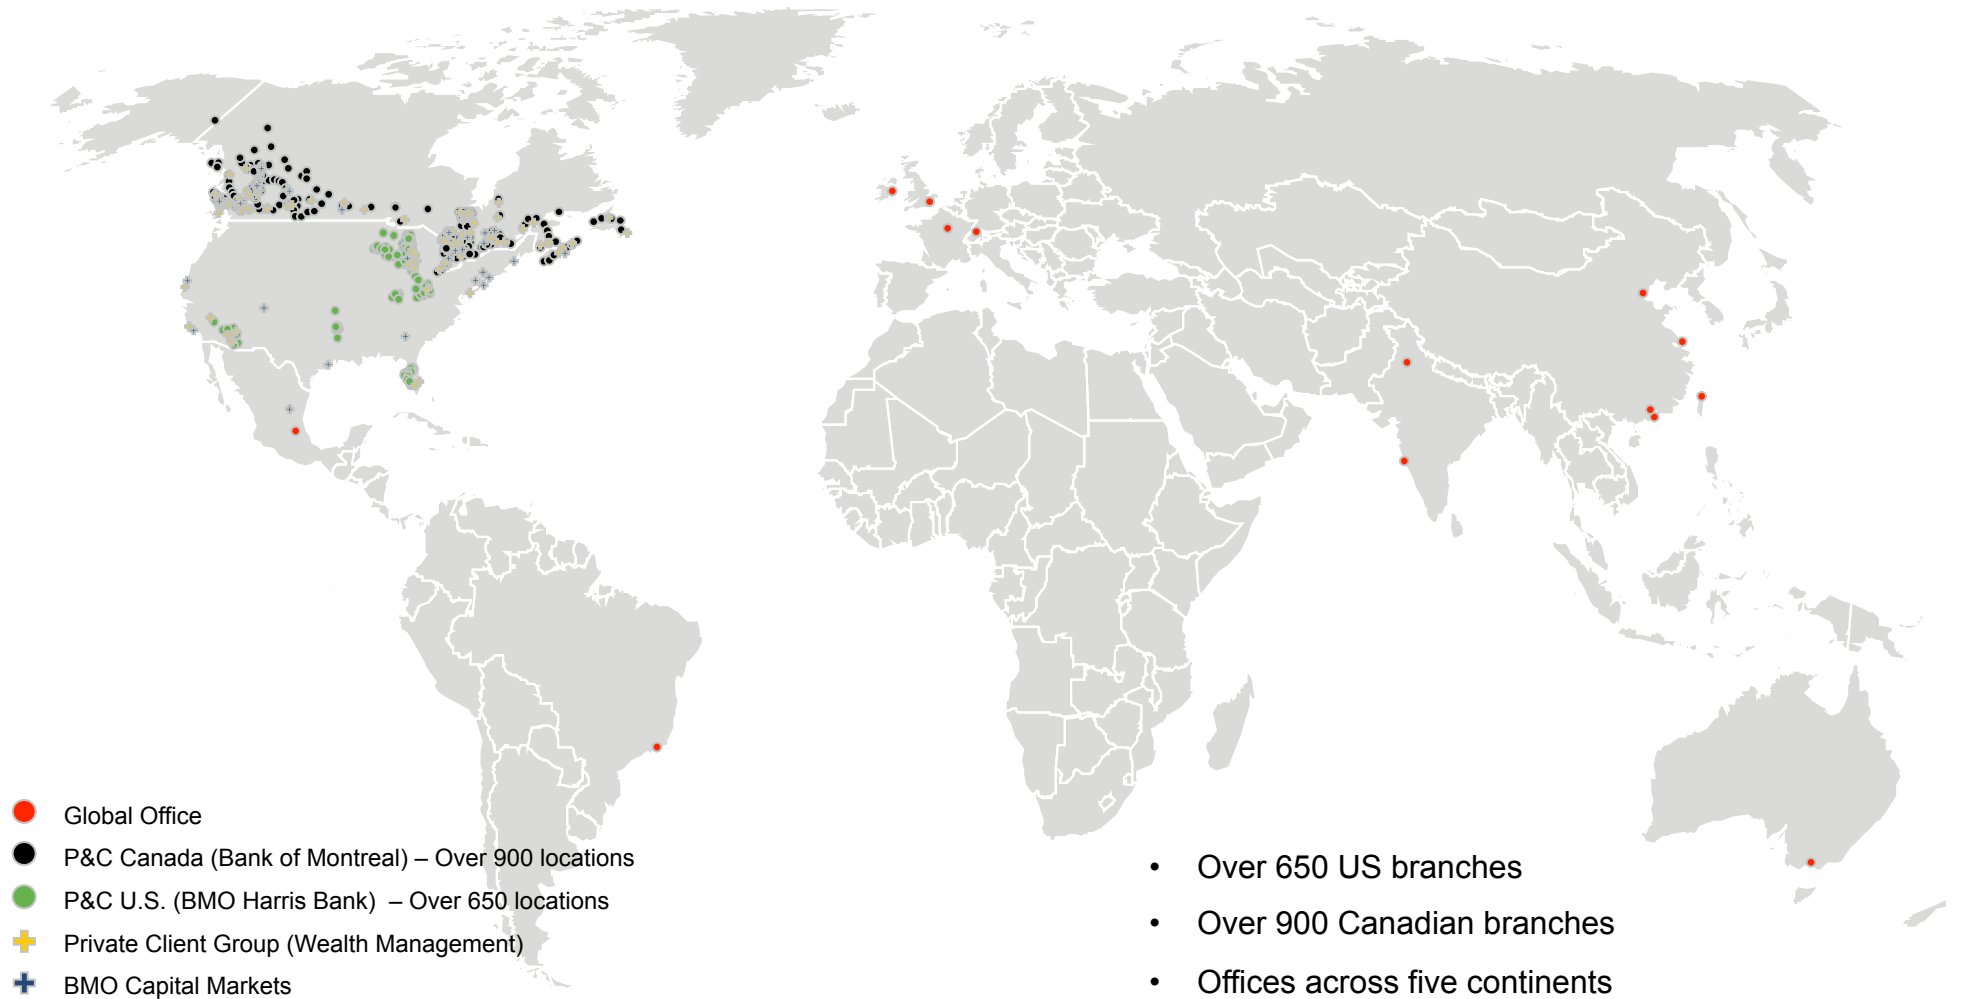 Global Office
P&C Canada (Bank of Montreal) – Over 900 locations
P&C U.S. (BMO Harris Bank)  – Over 650 locations
Private Client Group (Wealth Management)
BMO Capital Markets
• Over 650 US branches
• Over 900 Canadian branches
• Offices across five continents